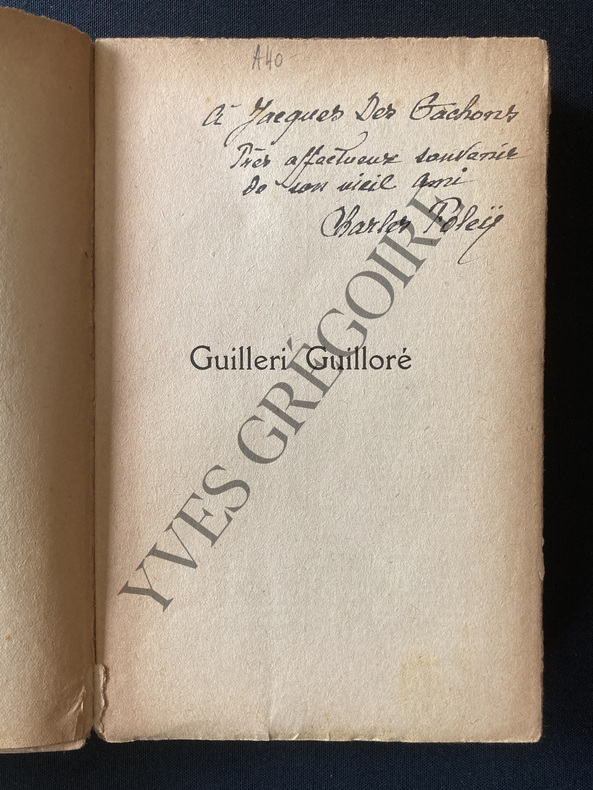 A40
à Jacques Des Gachons
Très affectueux souvenir
de son vieil ami
Charles Foleÿ
Guilleri Guilloré
YVES GRÉGOIRE